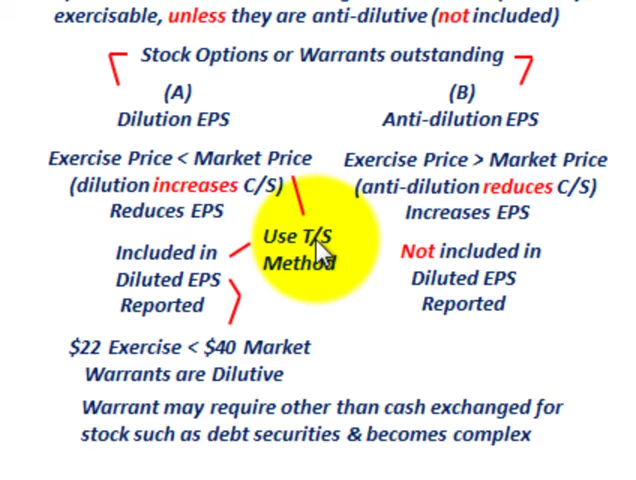 exercisable, unless they are anti-dilutive (not included)
Stock Options or Warrants outstanding
(A)
Dilution EPS
Exercise Price < Market Price
(dilution increases C/S)
Reduces EPS
Included in
Diluted EPS
Reported
Use T/S
Method
(B)
Anti-dilution EPS
Exercise Price > Market Price
(anti-dilution reduces C/S)
Increases EPS
Not included in
Diluted EPS
Reported
$22 Exercise < $40 Market
Warrants are Dilutive
Warrant may require other than cash exchanged for
stock such as debt securities & becomes complex